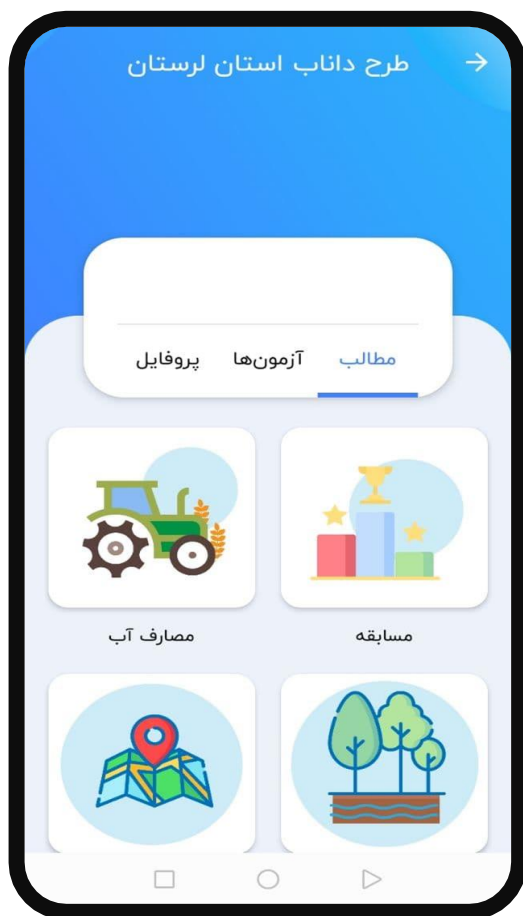 طرح داناب استان لرستان
مطالب آزمون‌ها پروفایل
مسابقه مصارف آب